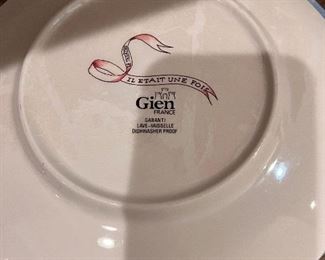 IL ETAIT UNE FOIS
Gien
FRANCE
GARANTI
LAVE-VAISSELLE
DISHWASHER PROOF